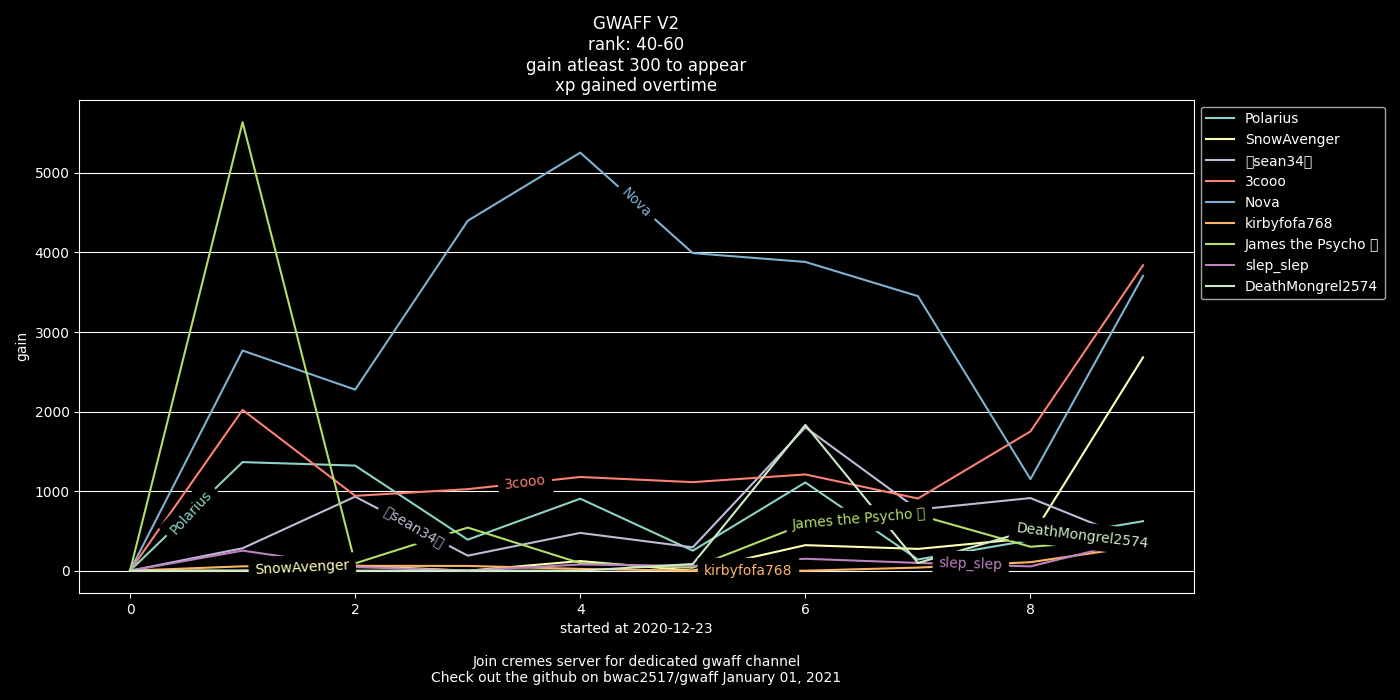 GWAFF V2
rank: 40-60
gain atleast 300 to appear
xp gained overtime
gain
5000
4000
3000
2000
1000
0
0
2
4
6
8
started at 2020-12-23
Polarius
SnowAvenger
sean34
3cooo
Nova
kirbyfofa768
James the Psycho
slep_slep
DeathMongrel2574
Polarius
SnowAvenger
sean34
3cooo
Nova
kirbyfofa768
James the Psycho
slep_slep
DeathMongrel2574
Join cremes server for dedicated gwaff channel
Check out the github on bwac2517/gwaff January 01, 2021